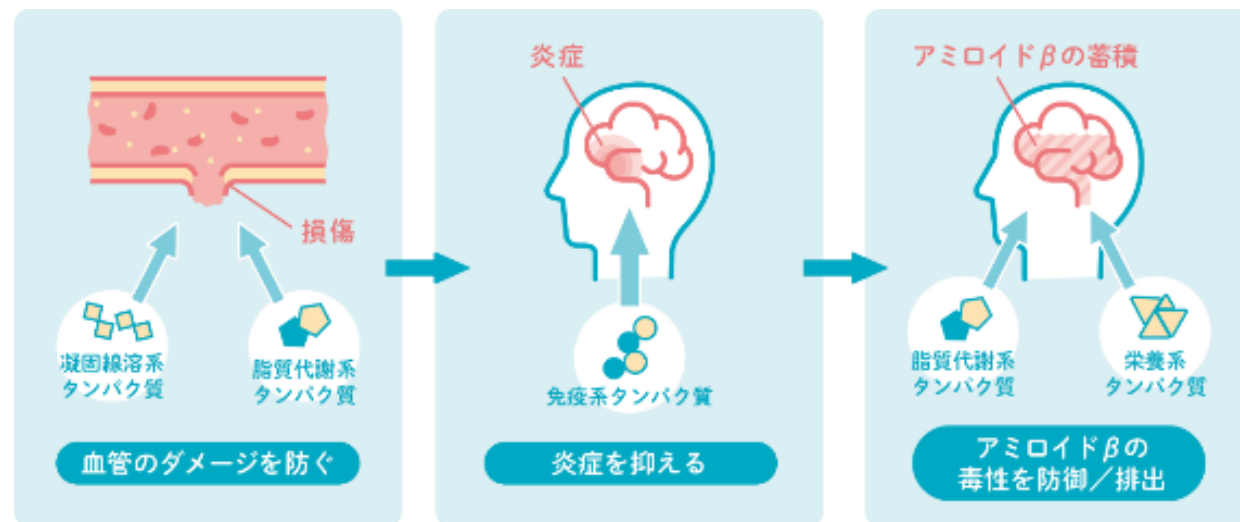 損傷
凝固線溶系
タンパク質
脂質代謝系
タンパク質
血管のダメージを防ぐ
炎症
免疫系タンパク質
炎症を抑える
アミロイドβの蓄積
脂質代謝系
タンパク質
栄養系
タンパク質
アミロイドβの
毒性を防御／排出